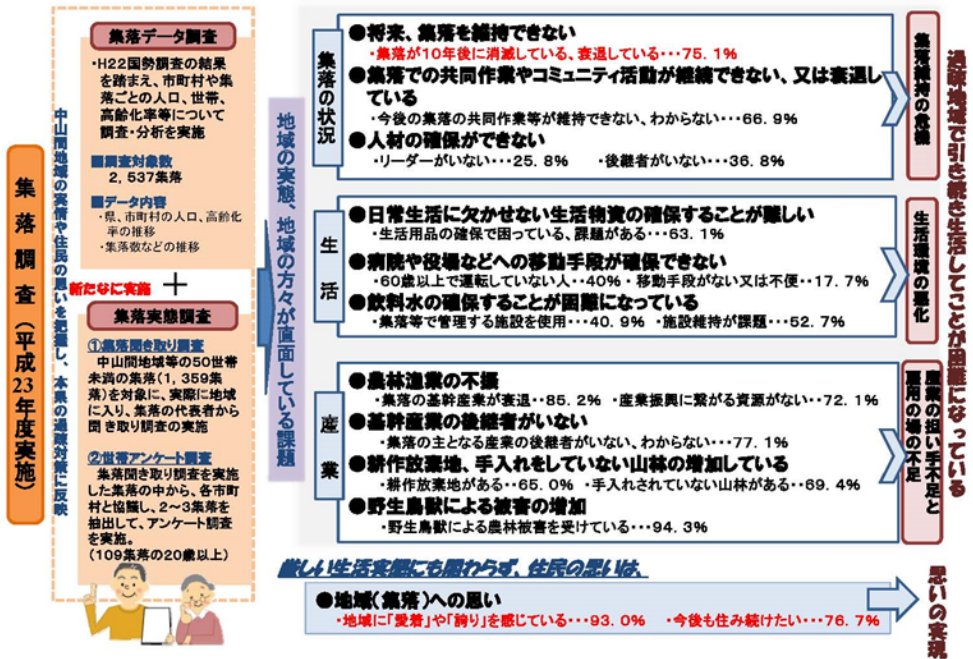 集落調査（平成23年度実施）
中山間地域の実情や住民の思いを把握し、本県の過疎対策に反映
集落データ調査
・H22国勢調査の結果
を踏まえ、市町村や集
落ごとの人口、世帯、
高齢化率等について
調査・分析を実施
■調査対象数
2,537集落
■データ内容
・県、市町村の人口、高齢化
率の推移
・集落数などの推移
新たに実施
＋
集落実態調査
①集落聞き取り調査
中山間地域等の50世帯
未満の集落(1,359集
落)を対象に、実際に地域
に入り、集落の代表者から
聞き取り調査の実施
②世帯アンケート調査
集落聞き取り調査を実施
した集落の中から、各市町
村と協議し、2～3集落を
抽出して、アンケート調査
を実施。
(109集落の20歳以上)
地域の実態、地域の方々が直面している課題
集落の状況
●将来、集落を維持できない
・集落が10年後に消滅している、衰退している・・・75.1%
●集落での共同作業やコミュニティ活動が継続できない、又は衰退し
ている
・今後の集落の共同作業等が維持できない、わからない・・・66.9%
●人材の確保ができない
・リーダーがいない・・・25.8%　・後継者がいない・・・36.8%
集落維持の危機
生活
●日常生活に欠かせない生活物資の確保することが難しい
・生活用品の確保で困っている、課題がある・・・63.1%
●病院や役場などへの移動手段が確保できない
・60歳以上で運転していない人・・40%・移動手段がない又は不便・・17.7%
●飲料水の確保することが困難になっている
・集落等で管理する施設を使用・・・40.9%　・施設維持が課題・・・52.7%
生活環境の悪化
産業
●農林漁業の不振
・集落の基幹産業が衰退・・85.2%　・産業振興に繋がる資源がない・・72.1%
●基幹産業の後継者がいない
・集落の主となる産業の後継者がいない、わからない・・・77.1%
●耕作放棄地、手入れをしていない山林の増加している
・耕作放棄地がある・・・65.0%　・手入れされていない山林がある・・・69.4%
●野生鳥獣による被害の増加
・野生鳥獣による農林被害を受けている・・・94.3%
産業の担い手不足と
雇用の場の不足
過疎地域で引き続き生活してことが困難になっている
厳しい生活実態にも関わらず、住民の思いは、
●地域(集落)への思い
・地域に「愛着」や「誇り」を感じている・・・93.0%　・今後も住み続けたい・・・76.7%
思いの実現